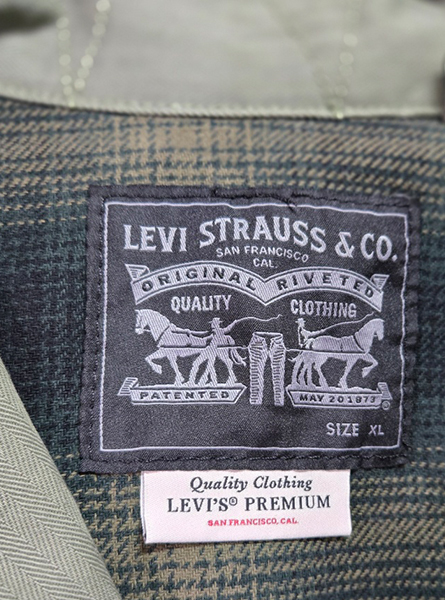 LEVI STRAUSS & CO.
SAN FRANCISCO
CAL.
ORIGINAL RIVETED
QUALITY CLOTHING
PATENTED MAY 20 1873
®
SIZE XL
Quality Clothing
LEVI'S® PREMIUM
SAN FRANCISCO, CAL.